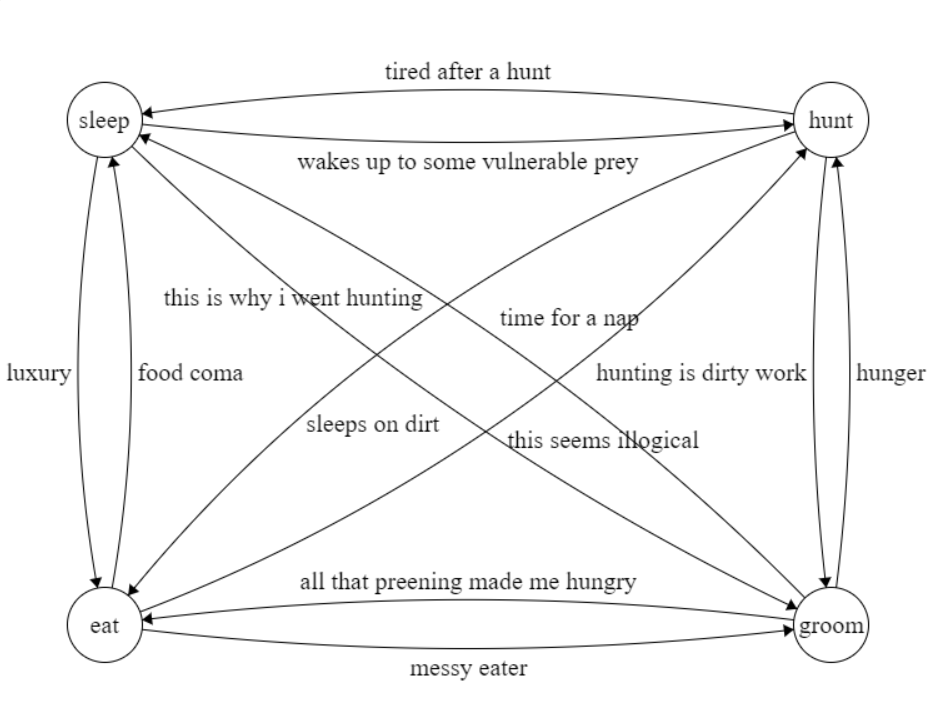 tired after a hunt
sleep
hunt
wakes up to some vulnerable prey
this is why i went hunting
time for a nap
luxury
food coma
hunting is dirty work
hunger
sleeps on dirt
this seems illogical
all that preening made me hungry
eat
groom
messy eater